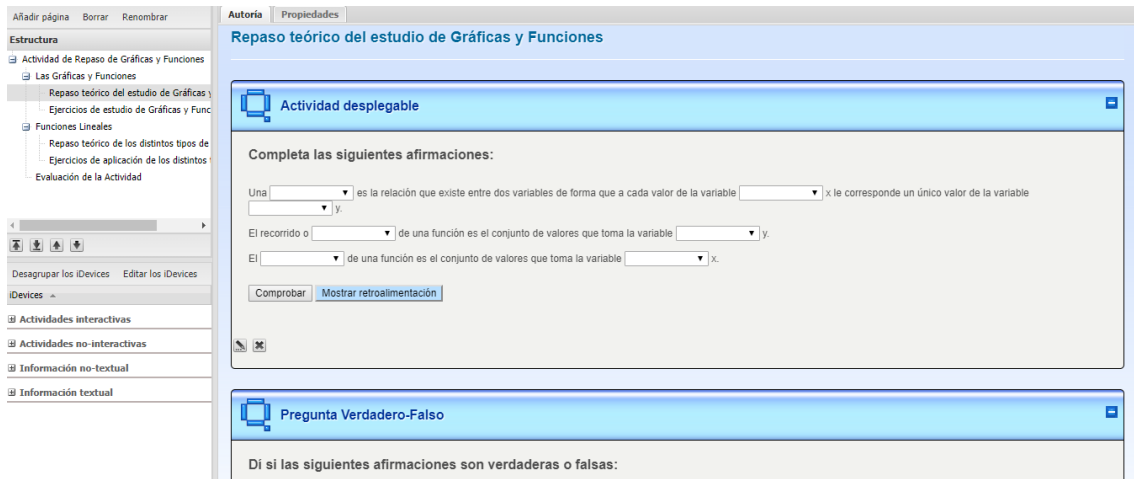 Añadir página Borrar Renombrar
Estructura
Actividad de Repaso de Gráficas y Funciones
Las Gráficas y Funciones
Repaso teórico del estudio de Gráficas y
Ejercicios de estudio de Gráficas y Func
Funciones Lineales
Repaso teórico de los distintos tipos de
Ejercicios de aplicación de los distintos
Evaluación de la Actividad
Desagrupar los iDevices Editar los iDevices
iDevices
Actividades interactivas
Actividades no-interactivas
Información no-textual
Información textual
Autoría Propiedades
Repaso teórico del estudio de Gráficas y Funciones
Actividad desplegable
Completa las siguientes afirmaciones:
Una es la relación que existe entre dos variables de forma que a cada valor de la variable x le corresponde un único valor de la variable
y.
El recorrido o de una función es el conjunto de valores que toma la variable y.
El de una función es el conjunto de valores que toma la variable x.
Comprobar Mostrar retroalimentación
Pregunta Verdadero-Falso
Dí si las siguientes afirmaciones son verdaderas o falsas: